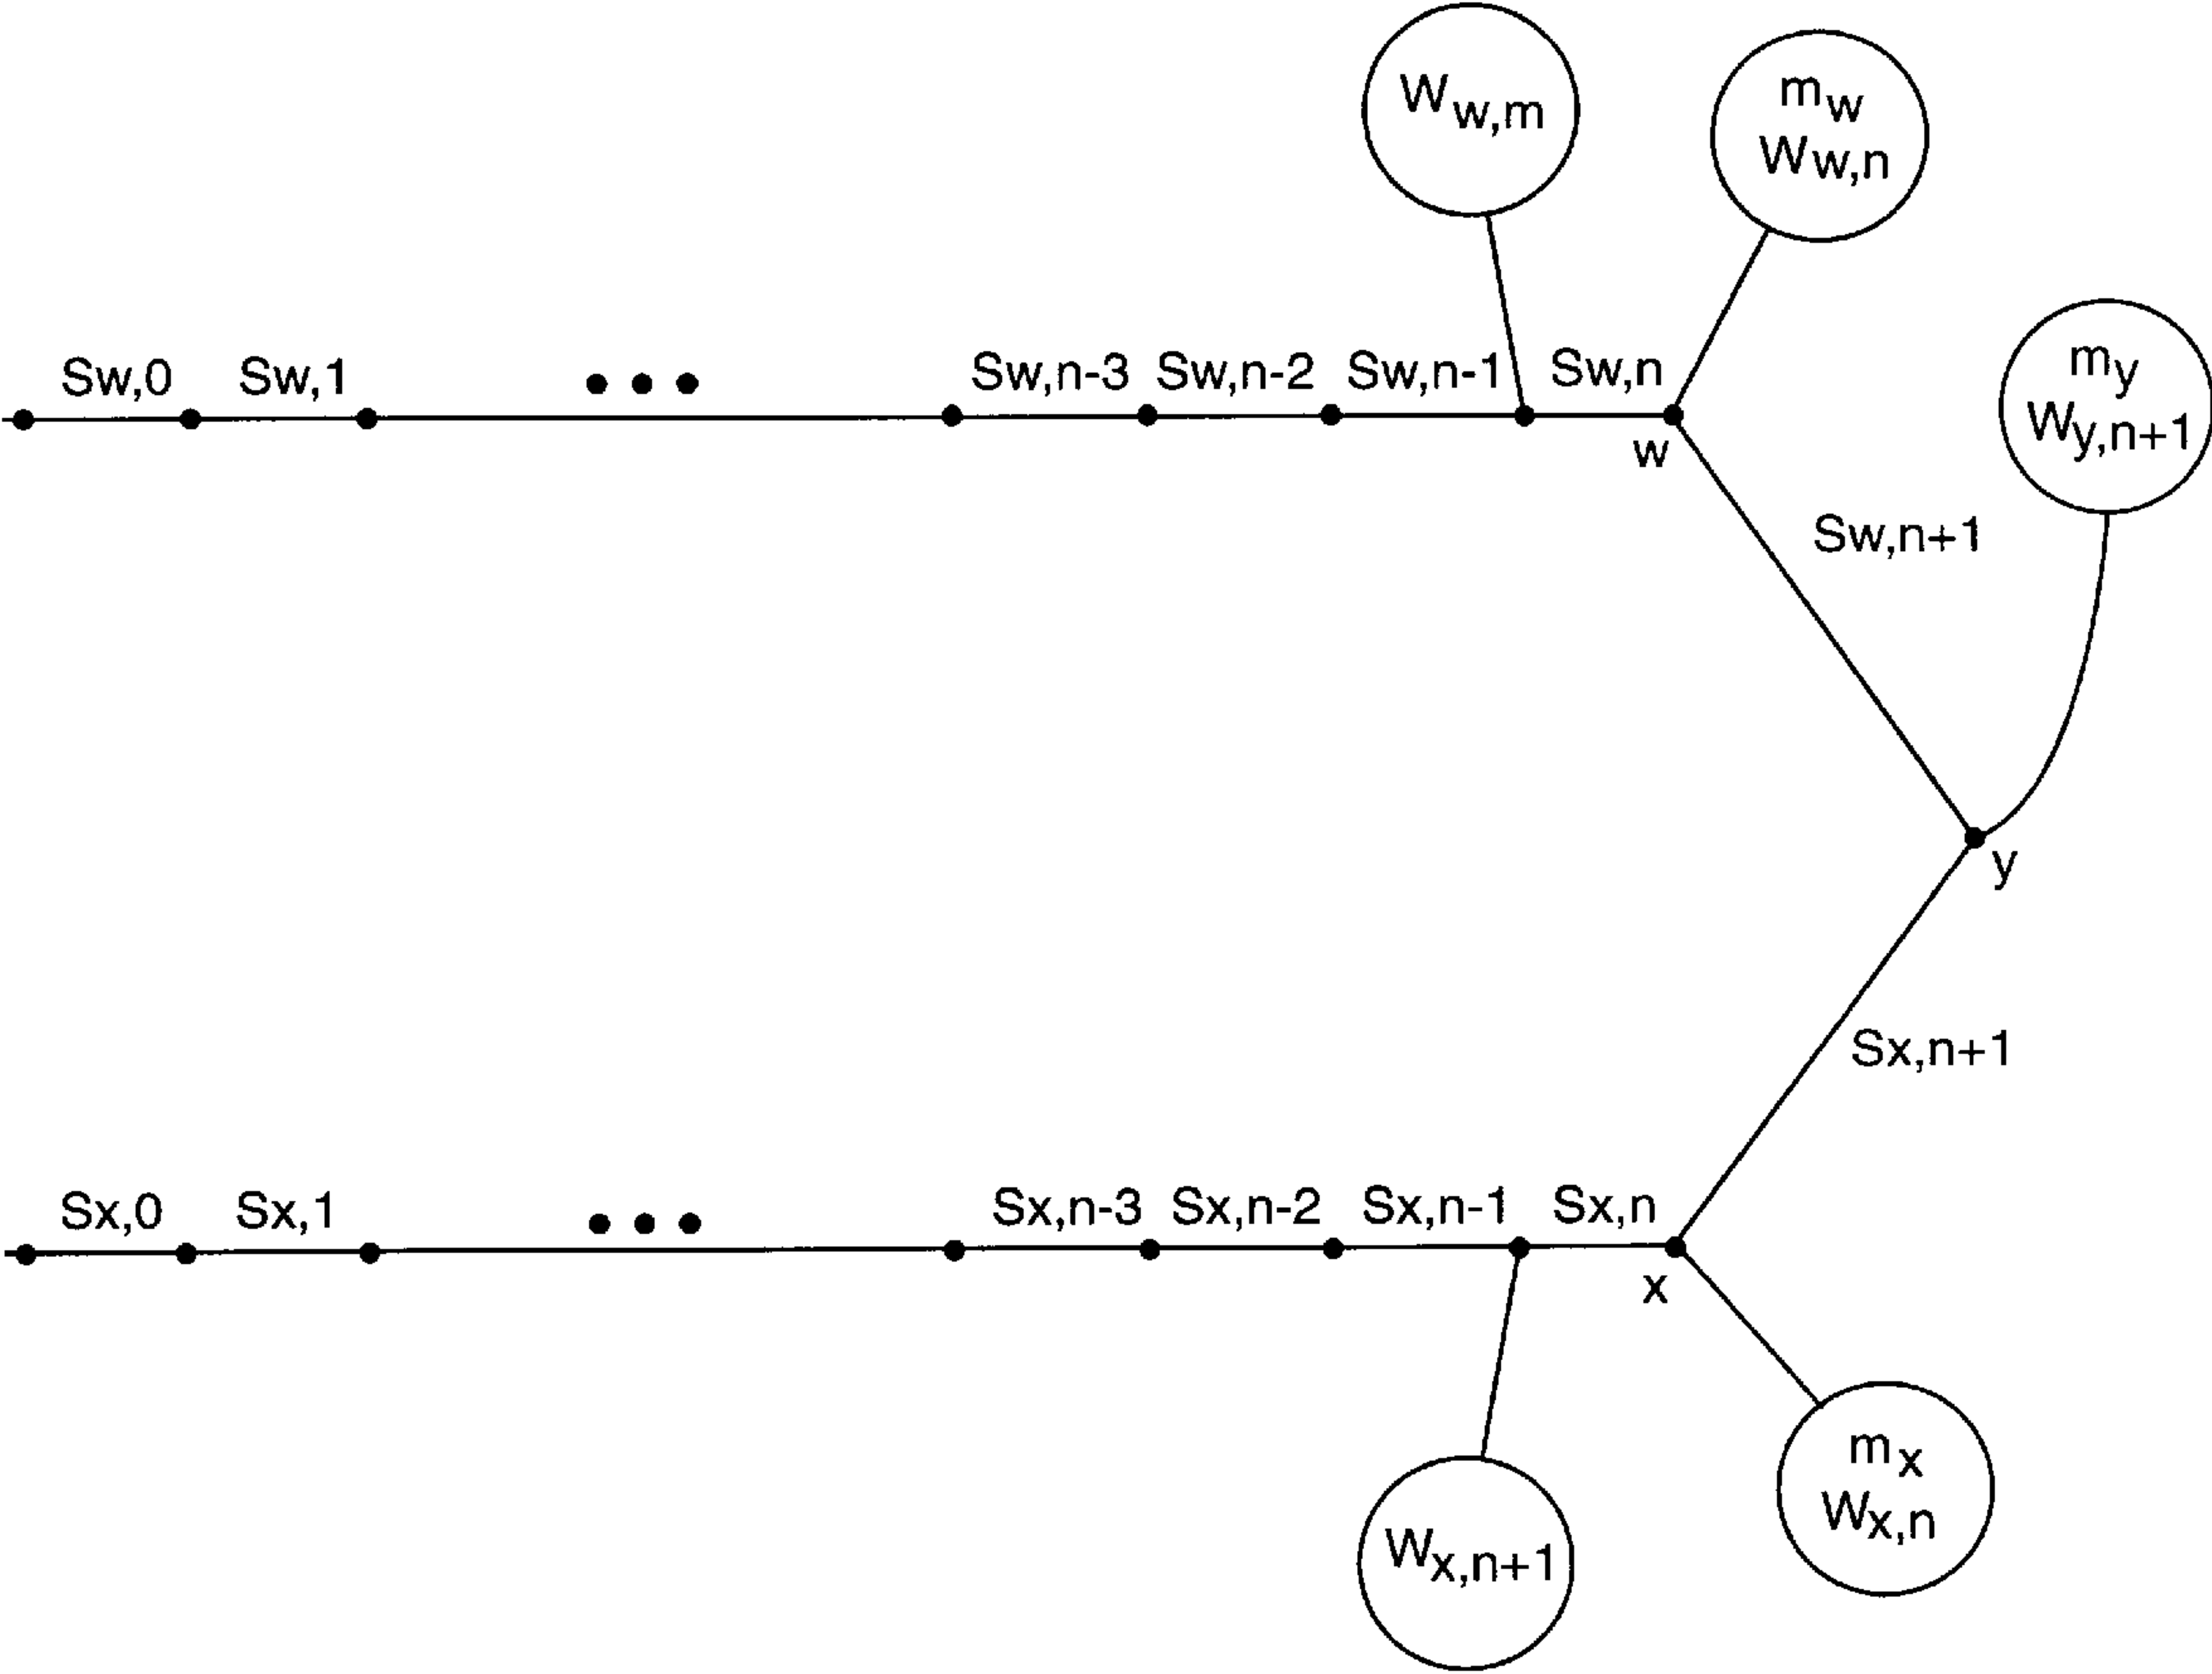 Ww,m
mw
Ww,n
my
Wy,n+1
Sw,0 Sw,1 ••• Sw,n-3 Sw,n-2 Sw,n-1 Sw,n
w
Sw,n+1
y
Sx,n+1
Sx,0 Sx,1 ••• Sx,n-3 Sx,n-2 Sx,n-1 Sx,n
x
mx
Wx,n
Wx,n+1